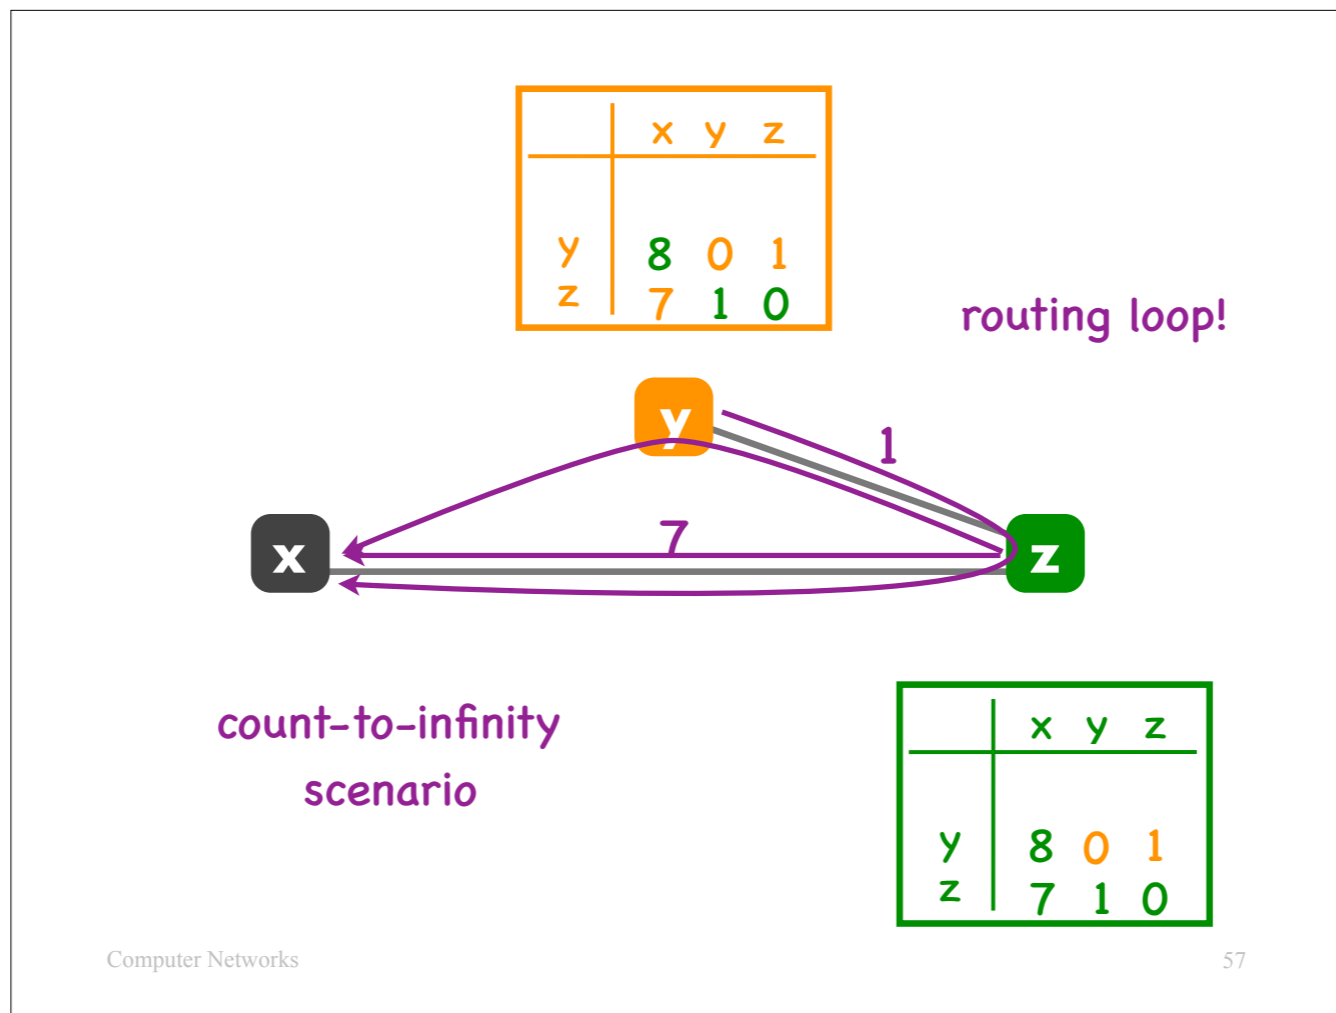 x y z
y 8 0 1
z 7 1 0
routing loop!
y
1
7
x
z
count-to-infinity
scenario
x y z
y 8 0 1
z 7 1 0
Computer Networks
57